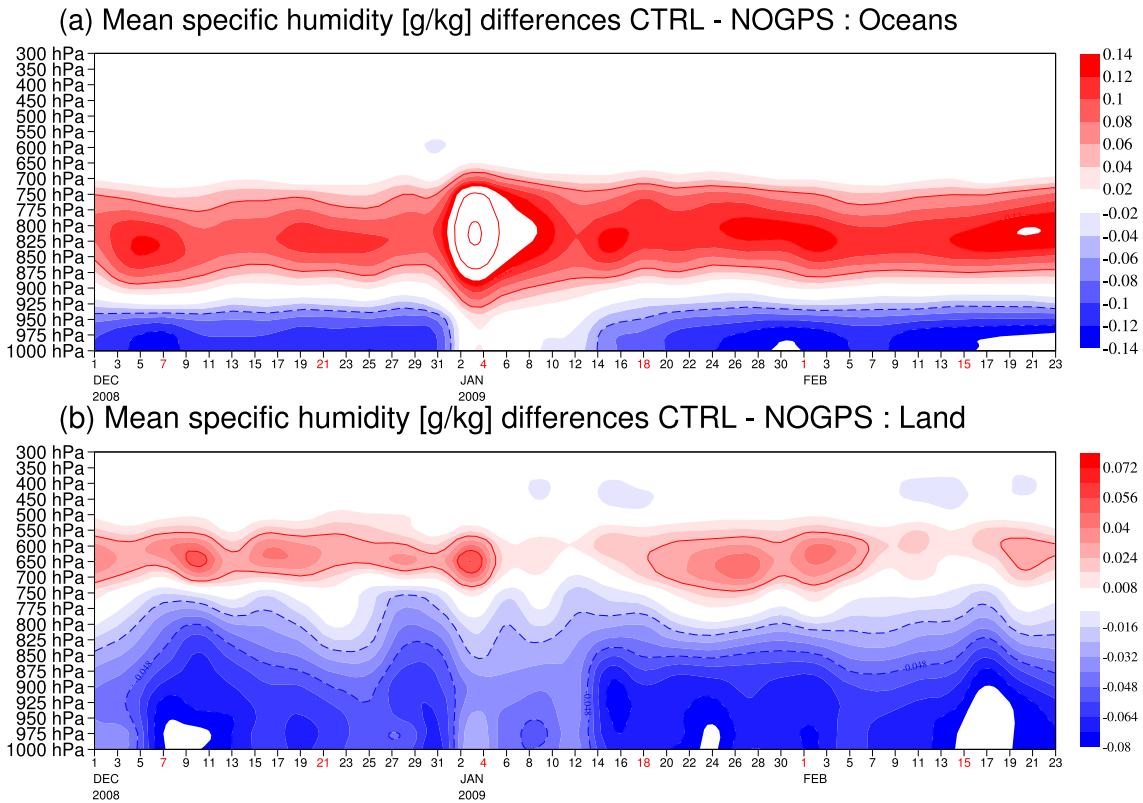 (a) Mean specific humidity [g/kg] differences CTRL - NOGPS : Oceans
300 hPa
350 hPa
400 hPa
450 hPa
500 hPa
550 hPa
600 hPa
650 hPa
700 hPa
750 hPa
775 hPa
800 hPa
825 hPa
850 hPa
875 hPa
900 hPa
925 hPa
950 hPa
975 hPa
1000 hPa
0.14
0.1
0.08
0.06
0.04
0.02
-0.02
-0.04
-0.06
-0.08
-0.12
-0.14
1 3 5 7 9 11 13 15 17 19 21 23 25 27 29 31 2 4 6 8 10 12 14 16 18 20 22 24 26 28 30 1 3 5 7 9 11 13 15 17 19 21 23
DEC JAN FEB
2008 2009
(b) Mean specific humidity [g/kg] differences CTRL - NOGPS : Land
300 hPa
350 hPa
400 hPa
450 hPa
500 hPa
550 hPa
600 hPa
650 hPa
700 hPa
750 hPa
775 hPa
800 hPa
825 hPa
850 hPa
875 hPa
900 hPa
925 hPa
950 hPa
975 hPa
1000 hPa
-0.048
-0.048
-0.048
0.072
0.056
0.04
0.024
0.008
-0.016
-0.032
-0.048
-0.064
-0.08
1 3 5 7 9 11 13 15 17 19 21 23 25 27 29 31 2 4 6 8 10 12 14 16 18 20 22 24 26 28 30 1 3 5 7 9 11 13 15 17 19 21 23
DEC JAN FEB
2008 2009